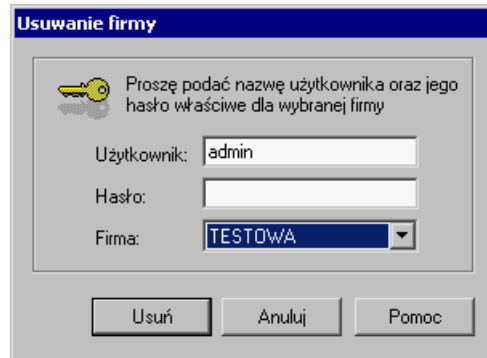 Usuwanie firmy
Proszę podać nazwę użytkownika oraz jego
hasło właściwe dla wybranej firmy
Użytkownik: admin
Hasło:
Firma: TESTOWA
Usuń Anuluj Pomoc